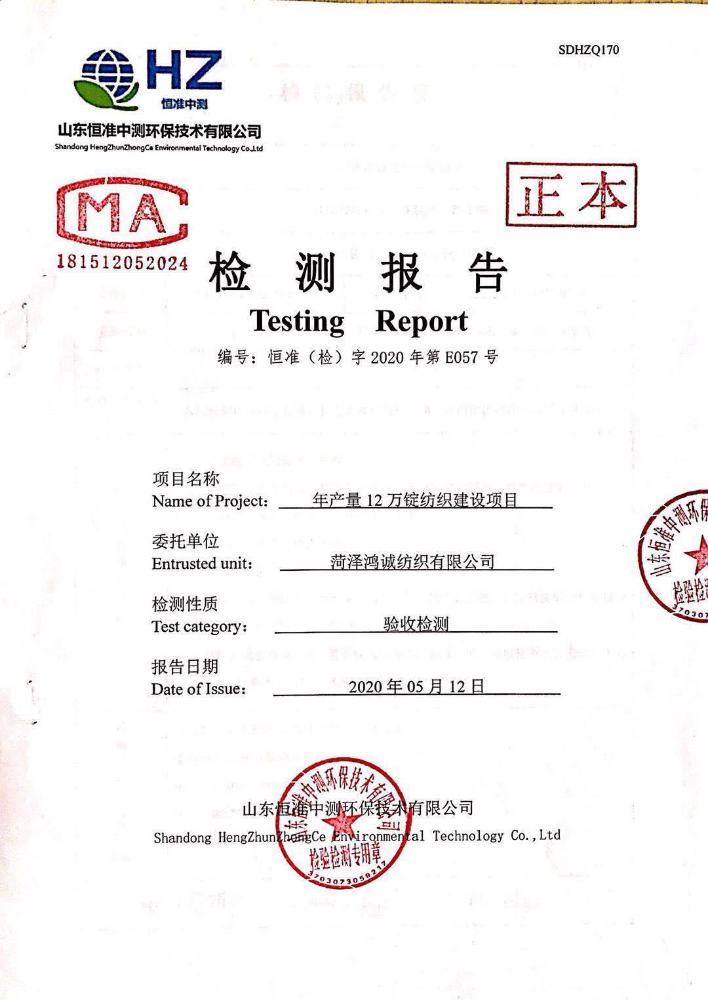 SDHZQ170
HZ
恒准中测
山东恒准中测环保技术有限公司
Shandong HengZhunZhongCe Environmental Technology Co.,Ltd
MA
181512052024
正本
检测报告
Testing Report
编号：恒准（检）字 2020 年第 E057 号
项目名称
Name of Project: 年产量 12 万锭纺织建设项目
委托单位
Entrusted unit: 菏泽鸿诚纺织有限公司
检测性质
Test category: 验收检测
报告日期
Date of Issue: 2020 年 05 月 12 日
山东恒准中测环保
检验检测
370307
山东恒准中测环保技术有限公司
Shandong HengZhunZhongCe Environmental Technology Co.,Ltd
山东恒准中测环保技术有限公司
检验检测专用章
3703073059217